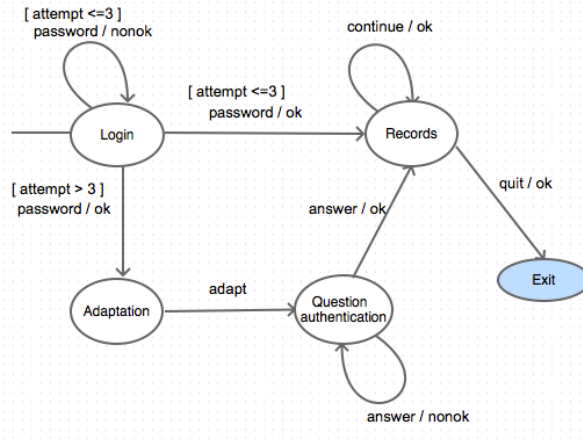 [ attempt <=3 ]
password / nonok
continue / ok
[ attempt <=3 ]
password / ok
Login
Records
[ attempt > 3 ]
password / ok
quit / ok
answer / ok
Exit
adapt
Adaptation
Question
authentication
answer / nonok